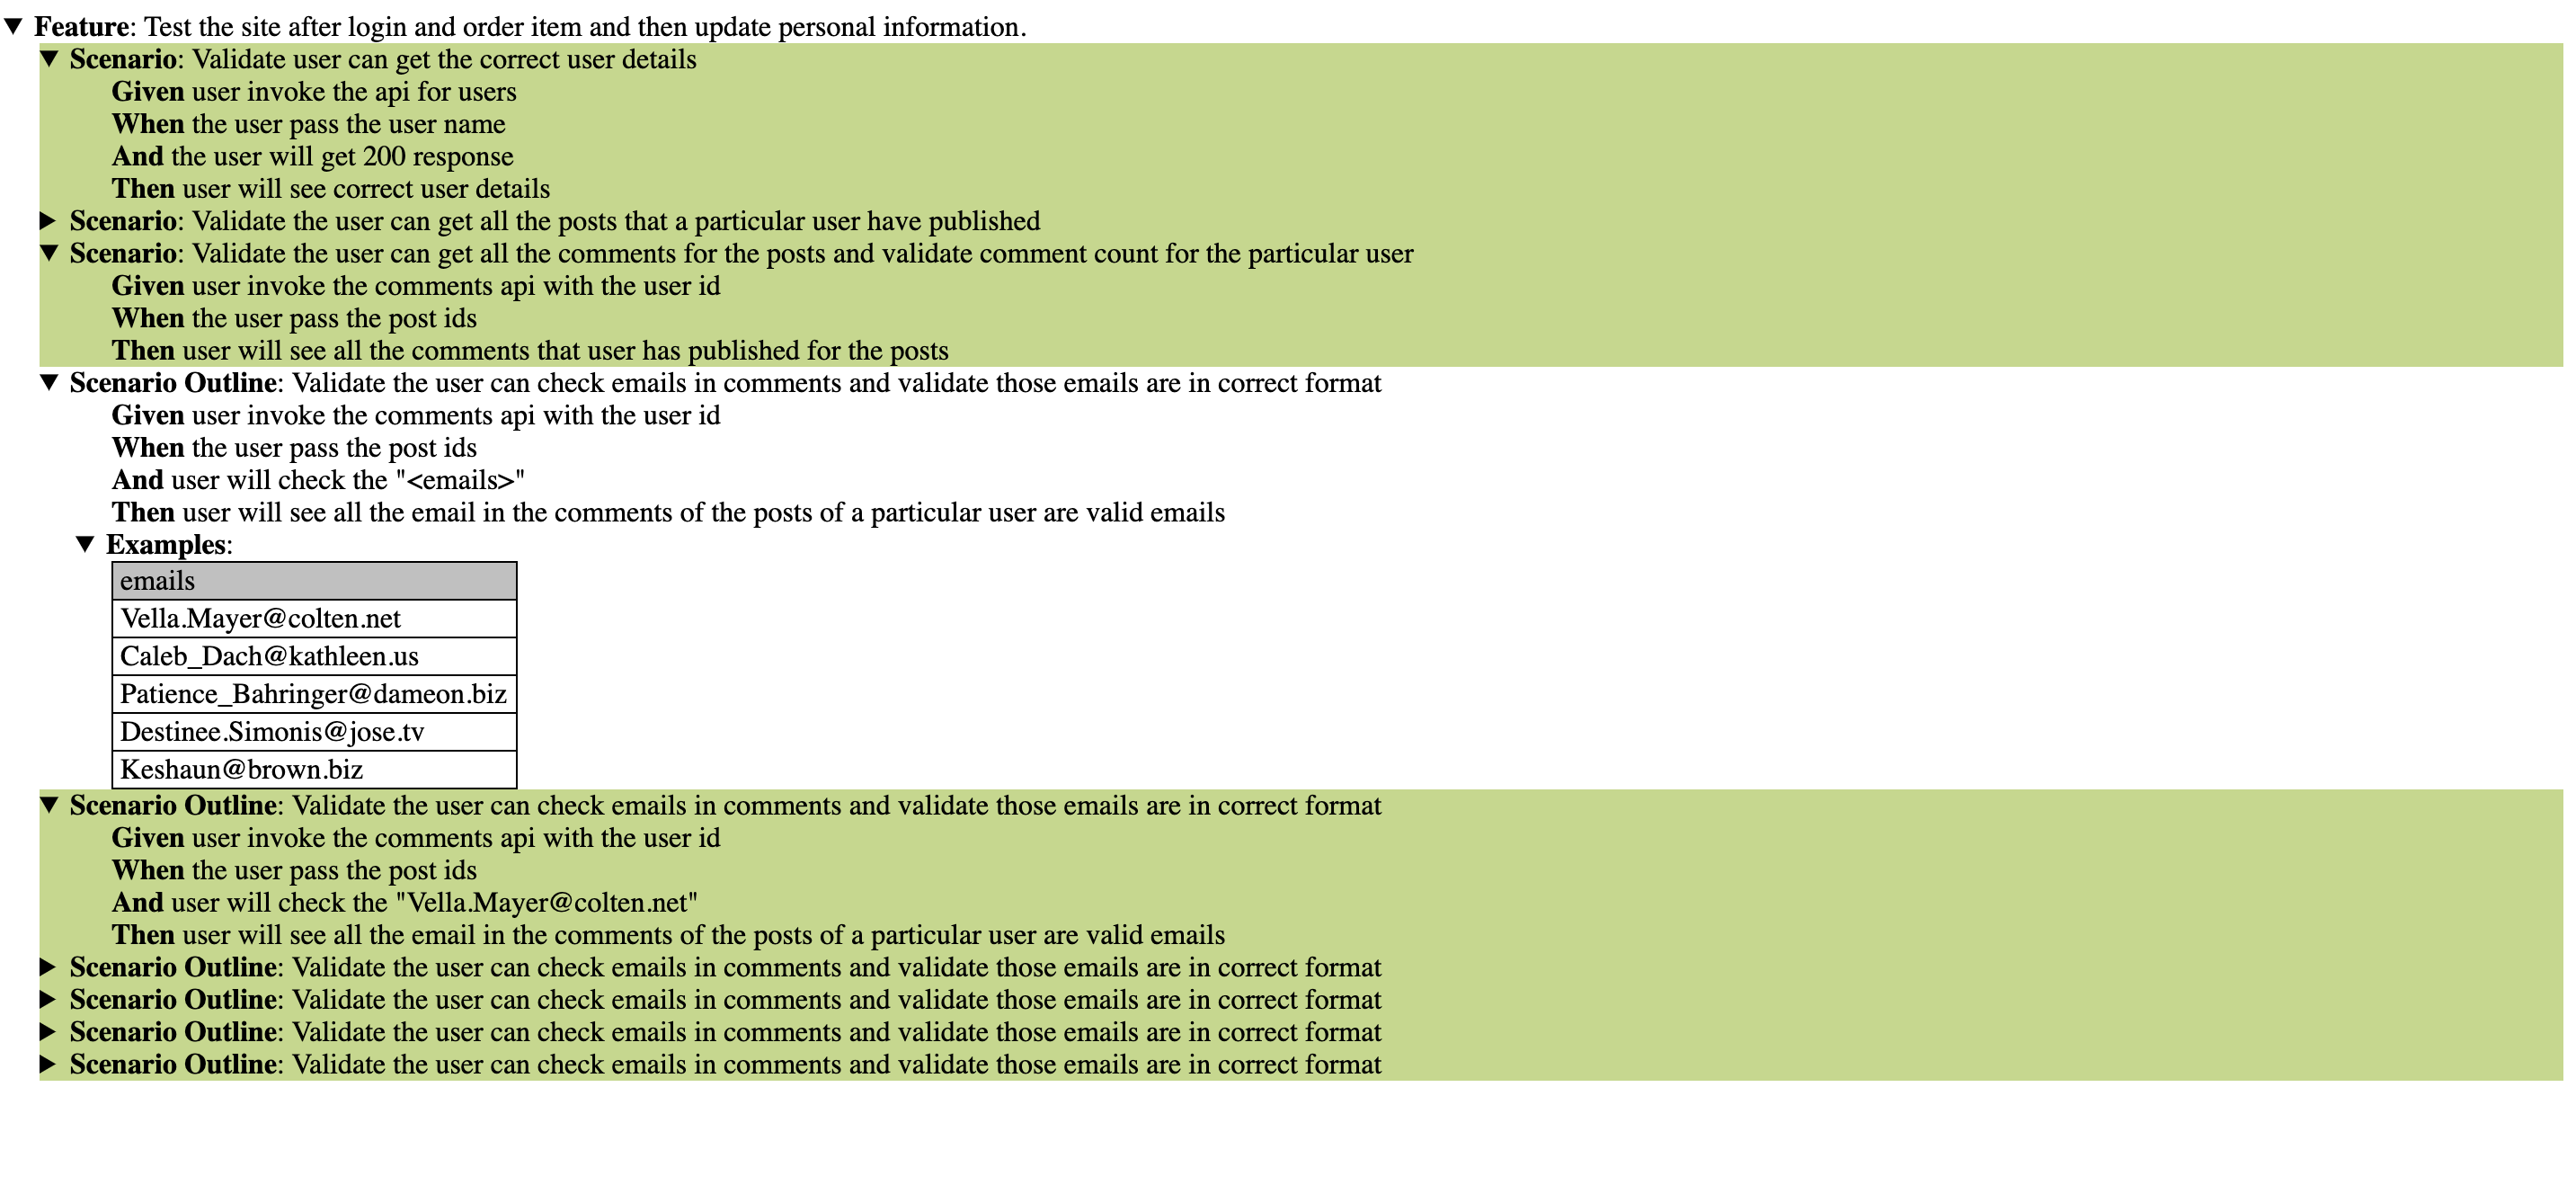 Feature: Test the site after login and order item and then update personal information.
Scenario: Validate user can get the correct user details
Given user invoke the api for users
When the user pass the user name
And the user will get 200 response
Then user will see correct user details
Scenario: Validate the user can get all the posts that a particular user have published
Scenario: Validate the user can get all the comments for the posts and validate comment count for the particular user
Given user invoke the comments api with the user id
When the user pass the post ids
Then user will see all the comments that user has published for the posts
Scenario Outline: Validate the user can check emails in comments and validate those emails are in correct format
Given user invoke the comments api with the user id
When the user pass the post ids
And user will check the "<emails>"
Then user will see all the email in the comments of the posts of a particular user are valid emails
Examples:
emails
Vella.Mayer@colten.net
Caleb_Dach@kathleen.us
Patience_Bahringer@dameon.biz
Destinee.Simonis@jose.tv
Keshaun@brown.biz
Scenario Outline: Validate the user can check emails in comments and validate those emails are in correct format
Given user invoke the comments api with the user id
When the user pass the post ids
And user will check the "Vella.Mayer@colten.net"
Then user will see all the email in the comments of the posts of a particular user are valid emails
Scenario Outline: Validate the user can check emails in comments and validate those emails are in correct format
Scenario Outline: Validate the user can check emails in comments and validate those emails are in correct format
Scenario Outline: Validate the user can check emails in comments and validate those emails are in correct format
Scenario Outline: Validate the user can check emails in comments and validate those emails are in correct format